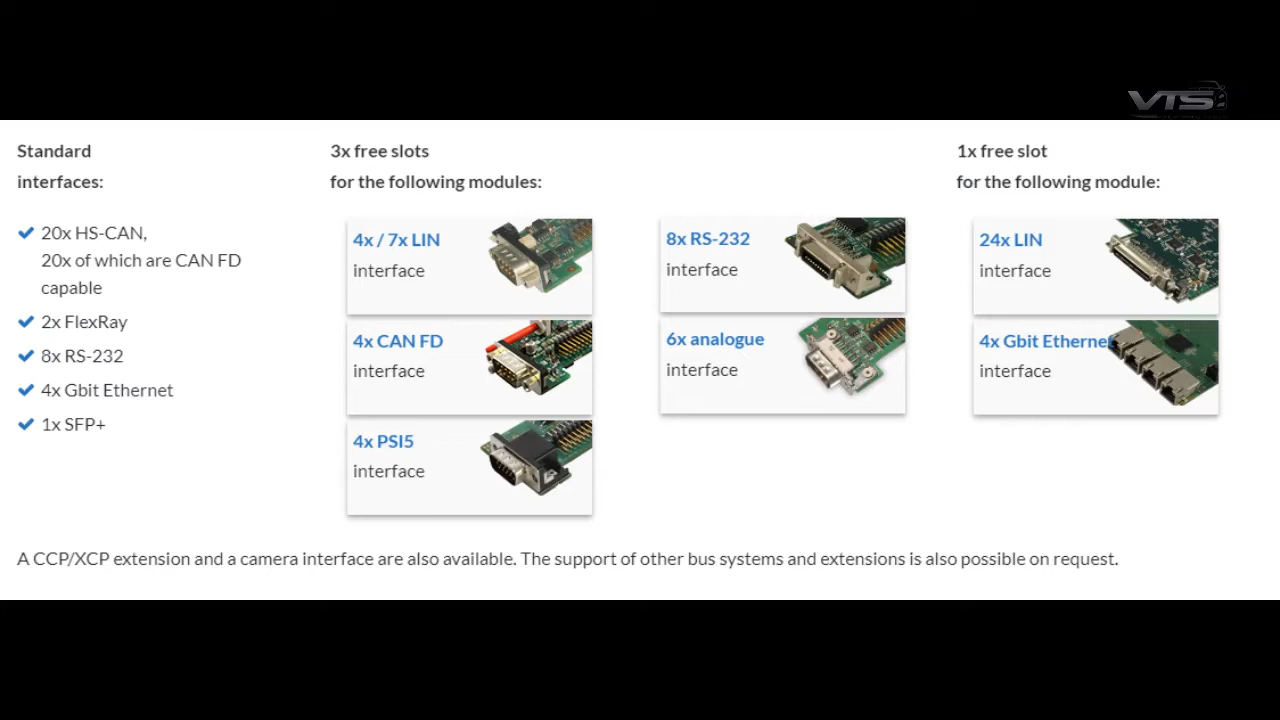 VTS
Standard
interfaces:
20x HS-CAN,
20x of which are CAN FD
capable
2x FlexRay
8x RS-232
4x Gbit Ethernet
1x SFP+
3x free slots
for the following modules:
4x / 7x LIN
interface
4x CAN FD
interface
4x PSI5
interface
8x RS-232
interface
6x analogue
interface
1x free slot
for the following module:
24x LIN
interface
4x Gbit Ethernet
interface
A CCP/XCP extension and a camera interface are also available. The support of other bus systems and extensions is also possible on request.